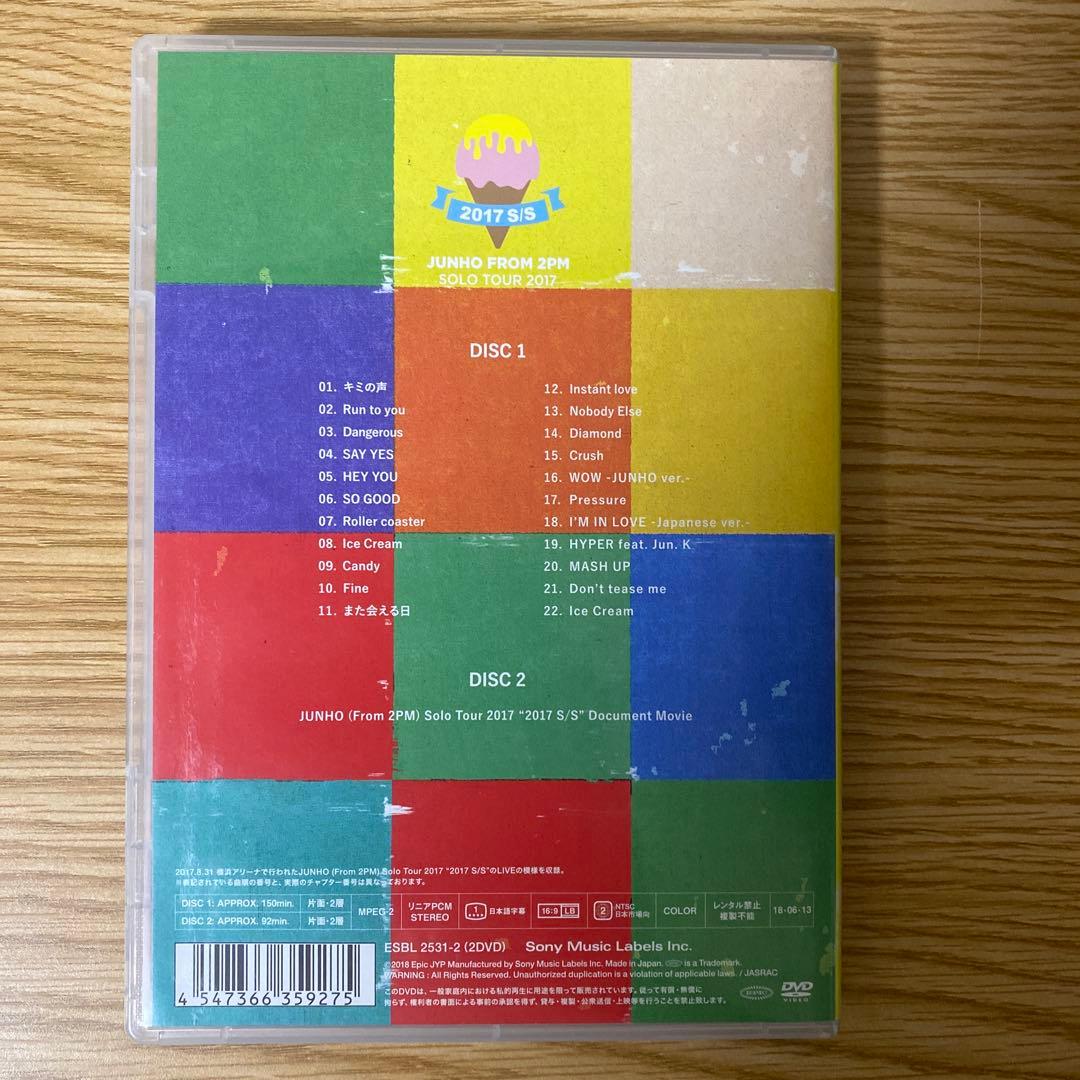 2017 S/S
JUNHO FROM 2PM
SOLO TOUR 2017
DISC 1
01. キミの声
02. Run to you
03. Dangerous
04. SAY YES
05. HEY YOU
06. SO GOOD
07. Roller coaster
08. Ice Cream
09. Candy
10. Fine
11. また会える日
12. Instant love
13. Nobody Else
14. Diamond
15. Crush
16. WOW -JUNHO ver.-
17. Pressure
18. I'M IN LOVE -Japanese ver.-
19. HYPER feat. Jun. K
20. MASH UP
21. Don't tease me
22. Ice Cream
DISC 2
JUNHO (From 2PM) Solo Tour 2017 “2017 S/S” Document Movie
2017.8.31 横浜アリーナで行われたJUNHO (From 2PM) Solo Tour 2017 “2017 S/S”のLIVEの模様を収録。
※表記されている曲順の番号と、実際のチャプター番号は異なっております。
DISC 1: APPROX. 150min. 片面・2層
DISC 2: APPROX. 92min. 片面・2層
MPEG-2
リニアPCM
STEREO
1 日本語字幕
16:9 LB
2 NTSC
日本市場向
COLOR
レンタル禁止
複製不能
18・06・13
ESBL 2531-2 (2DVD) Sony Music Labels Inc.
©2018 Epic JYP Manufactured by Sony Music Labels Inc. Made in Japan. is a Trademark.
WARNING : All Rights Reserved. Unauthorized duplication is a violation of applicable laws. / JASRAC
このDVDは、一般家庭内における私的再生に用途を限って販売されています。従って有償・無償に
拘らず、権利者の書面による事前の承諾を得ず、貸与・複製・公衆送信・上映等を行うことを禁止致します。
4 547366 359275
DVD
VIDEO